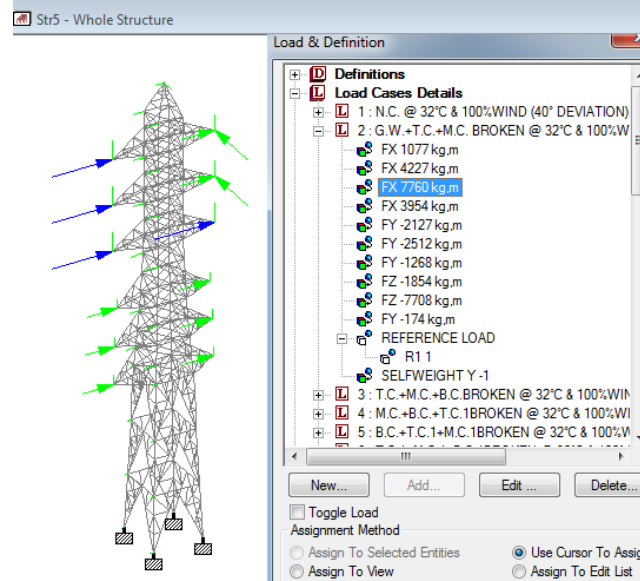 Str5 - Whole Structure
Load & Definition
D Definitions
L Load Cases Details
L 1 : N.C. @ 32°C & 100%WIND (40° DEVIATION)
L 2 : G.W.+T.C.+M.C. BROKEN @ 32°C & 100%W
FX 1077 kg,m
FX 4227 kg,m
FX 7760 kg,m
FX 3954 kg,m
FY -2127 kg,m
FY -2512 kg,m
FY -1268 kg,m
FZ -1854 kg,m
FZ -7708 kg,m
FY -174 kg,m
REFERENCE LOAD
R1 1
SELFWEIGHT Y -1
L 3 : T.C.+M.C.+B.C.BROKEN @ 32°C & 100%WIN
L 4 : M.C.+B.C.+T.C.1BROKEN @ 32°C & 100%WI
L 5 : B.C.+T.C.1+M.C.1BROKEN @ 32°C & 100%W
New... Add... Edit ... Delete...
Toggle Load
Assignment Method
Assign To Selected Entities Use Cursor To Assig
Assign To View Assign To Edit List